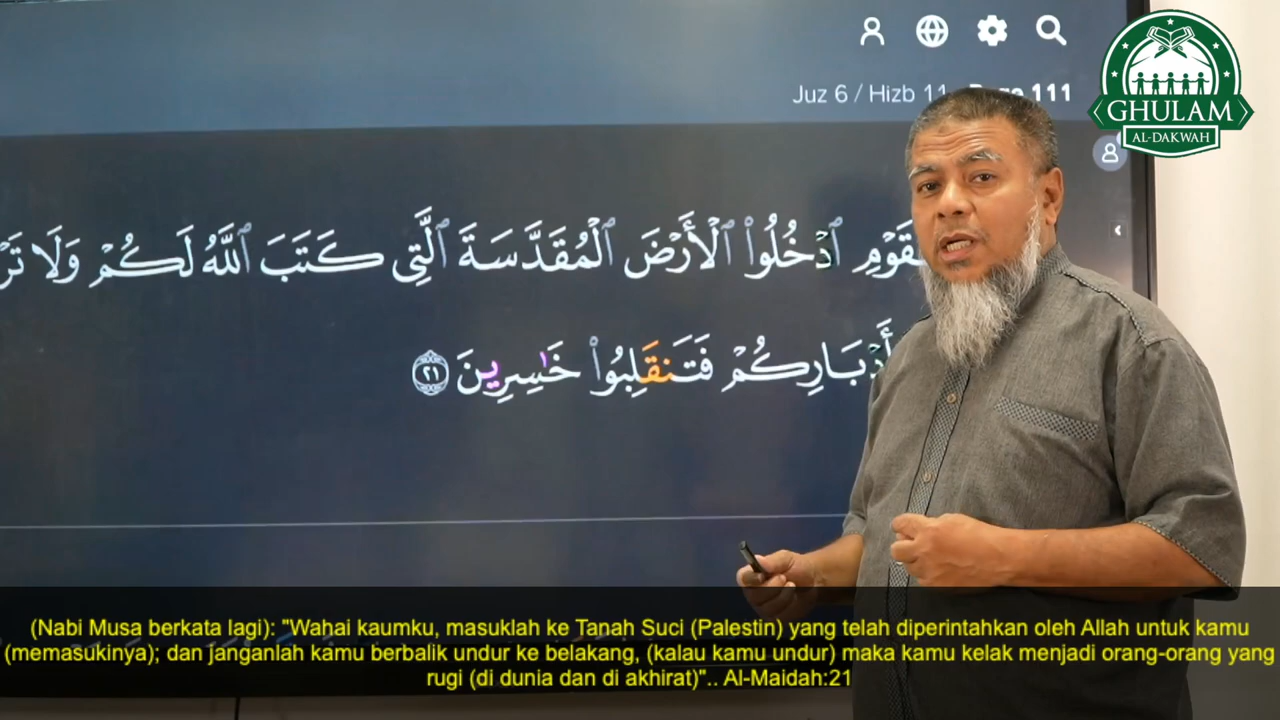 Juz 6 / Hizb 11
111
GHULAM
AL-DAKWAH
ٱدْخُلُوا۟ ٱلْأَرْضَ ٱلْمُقَدَّسَةَ ٱلَّتِى كَتَبَ ٱللَّهُ لَكُمْ وَلَا
أَدْبَارِكُمْ فَتَنقَلِبُوا۟ خَـٰسِرِينَ ٢١
(Nabi Musa berkata lagi): "Wahai kaumku, masuklah ke Tanah Suci (Palestin) yang telah diperintahkan oleh Allah untuk kamu
(memasukinya); dan janganlah kamu berbalik undur ke belakang, (kalau kamu undur) maka kamu kelak menjadi orang-orang yang
rugi (di dunia dan di akhirat)".. Al-Maidah:21